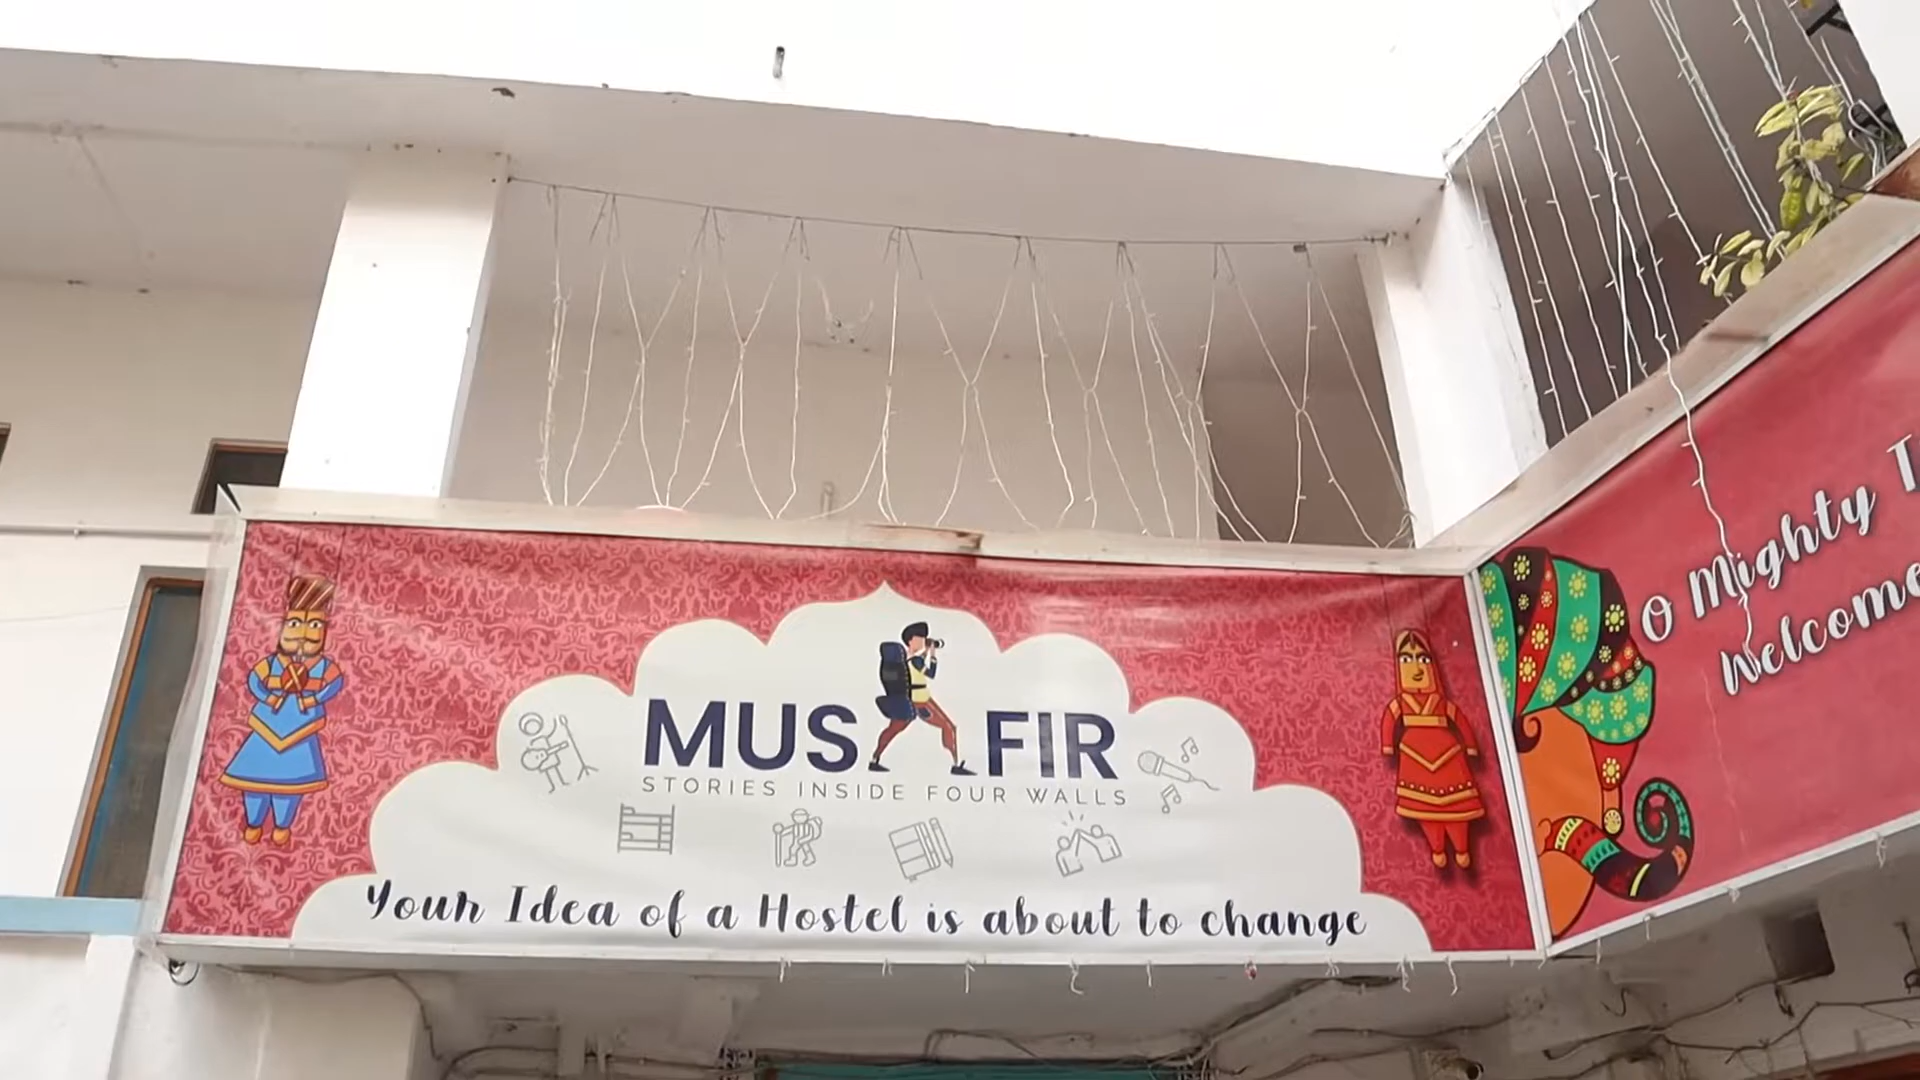 MUSAFIR
STORIES INSIDE FOUR WALLS
Your Idea of a Hostel is about to change
O Mighty
Welcome